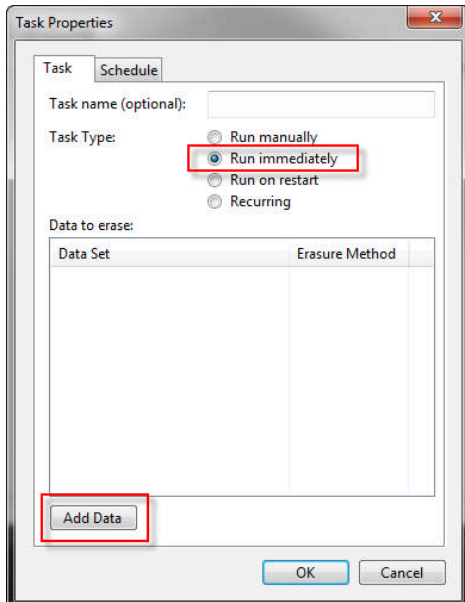 Task Properties
x
Task Schedule
Task name (optional):
Task Type: Run manually
Run immediately
Run on restart
Recurring
Data to erase:
Data Set Erasure Method
Add Data
OK Cancel